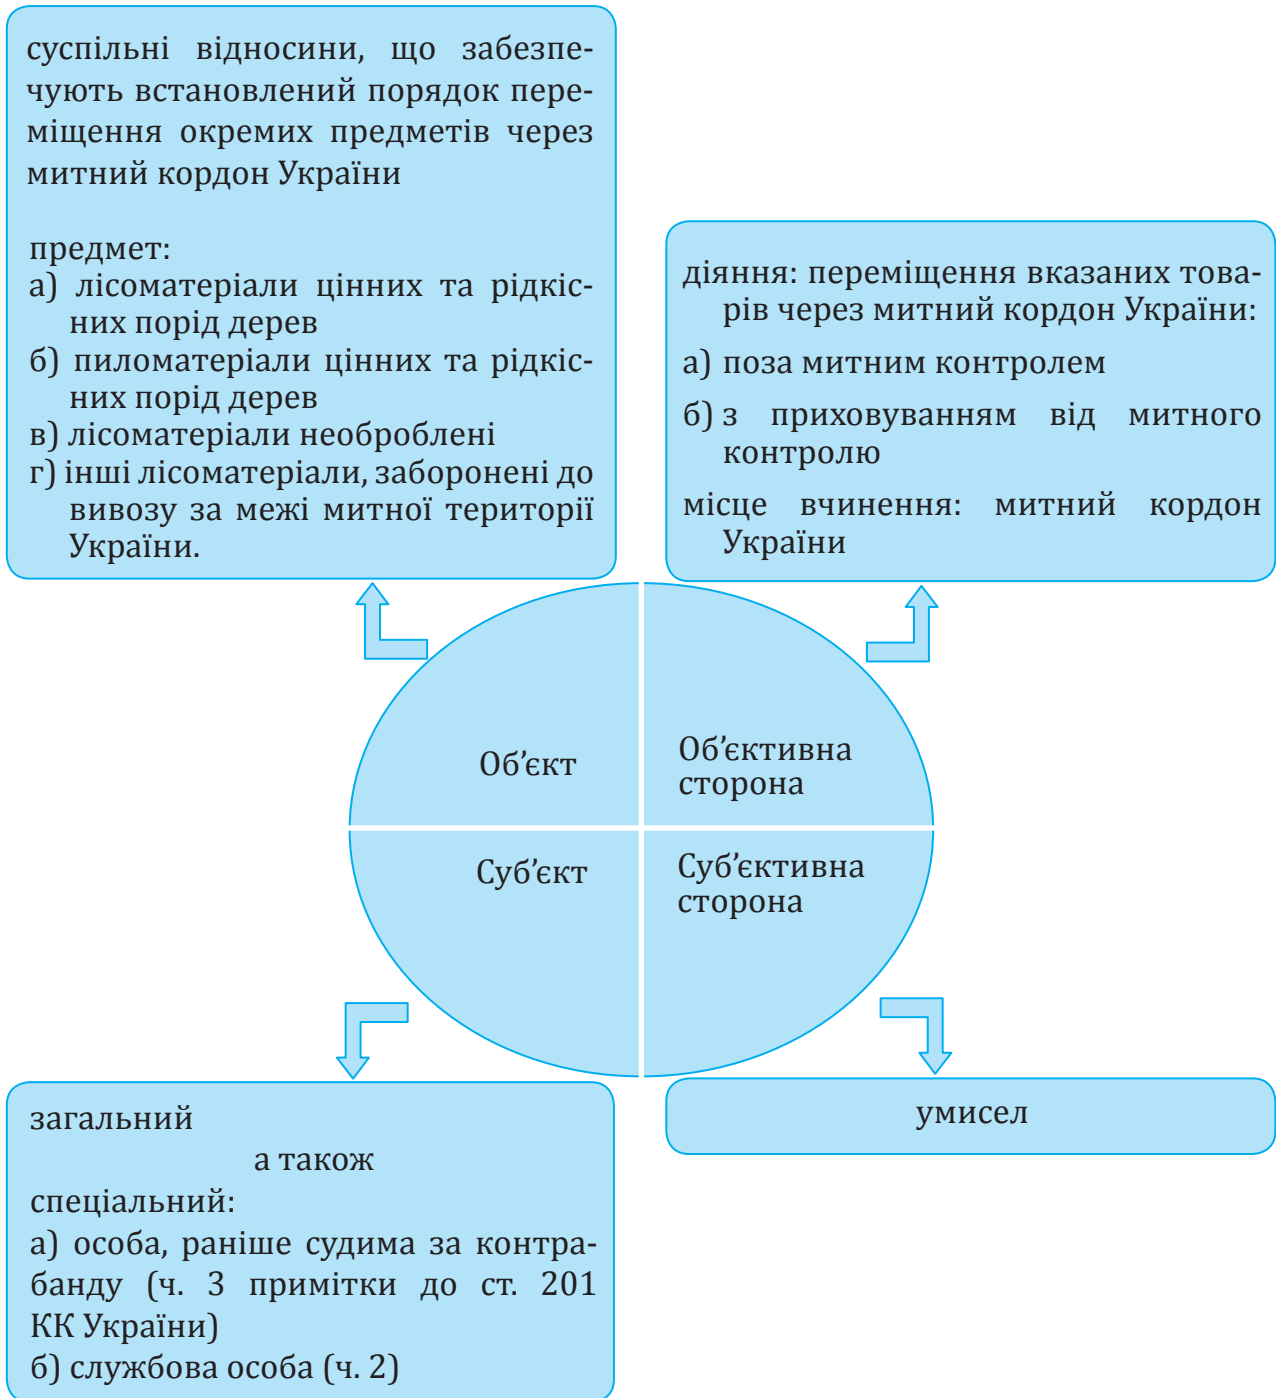 суспільні відносини, що забезпе-
чують встановлений порядок пере-
міщення окремих предметів через
митний кордон України
предмет:
а) лісоматеріали цінних та рідкіс-
них порід дерев
б) пиломатеріали цінних та рідкіс-
них порід дерев
в) лісоматеріали необроблені
г) інші лісоматеріали, заборонені до
вивозу за межі митної території
України.
діяння: переміщення вказаних това-
рів через митний кордон України:
а) поза митним контролем
б) з приховуванням від митного
контролю
місце вчинення: митний кордон
України
Об’єкт
Об’єктивна
сторона
Суб’єкт
Суб’єктивна
сторона
загальний
а також
спеціальний:
а) особа, раніше судима за контра-
банду (ч. 3 примітки до ст. 201
КК України)
б) службова особа (ч. 2)
умисел